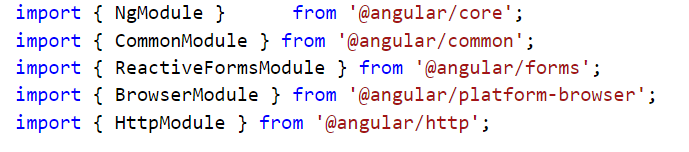 import { NgModule }      from '@angular/core';
import { CommonModule } from '@angular/common';
import { ReactiveFormsModule } from '@angular/forms';
import { BrowserModule } from '@angular/platform-browser';
import { HttpModule } from '@angular/http';